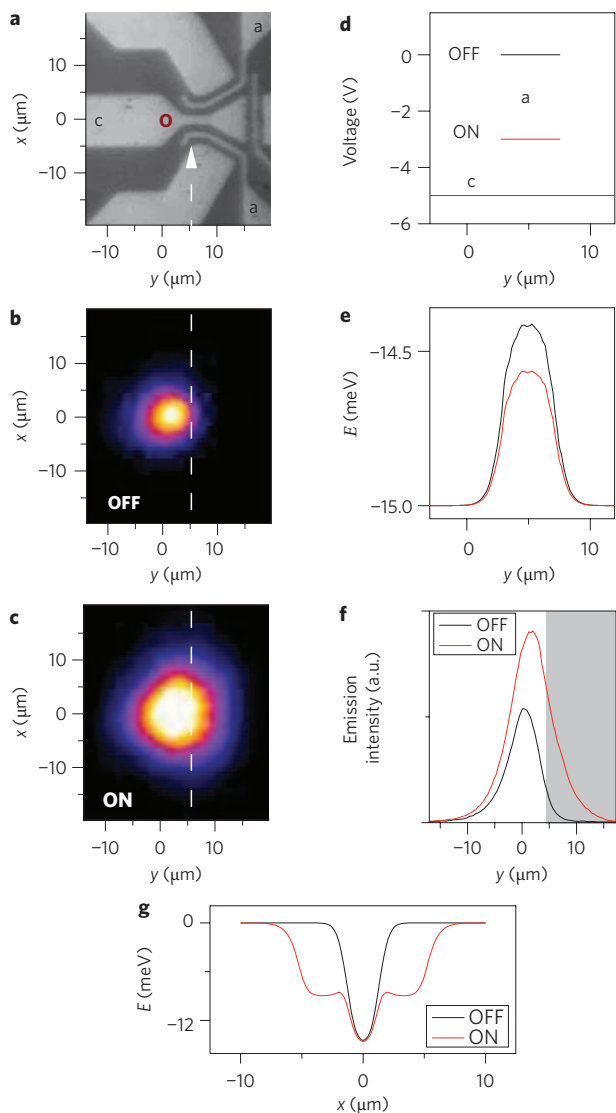 a
a
20
10
0
−10
x (μm)
c
O
a
−10
0
10
y (μm)
d
0
−2
−4
−6
Voltage (V)
OFF
a
ON
c
0
10
y (μm)
b
10
0
−10
x (μm)
OFF
−10
0
10
y (μm)
e
−14.5
−15.0
E (meV)
0
10
y (μm)
c
20
10
0
−10
−20
x (μm)
ON
−10
0
10
y (μm)
f
OFF
ON
Emission
intensity (a.u.)
−10
0
10
y (μm)
g
0
−12
E (meV)
OFF
ON
−10
0
10
x (μm)